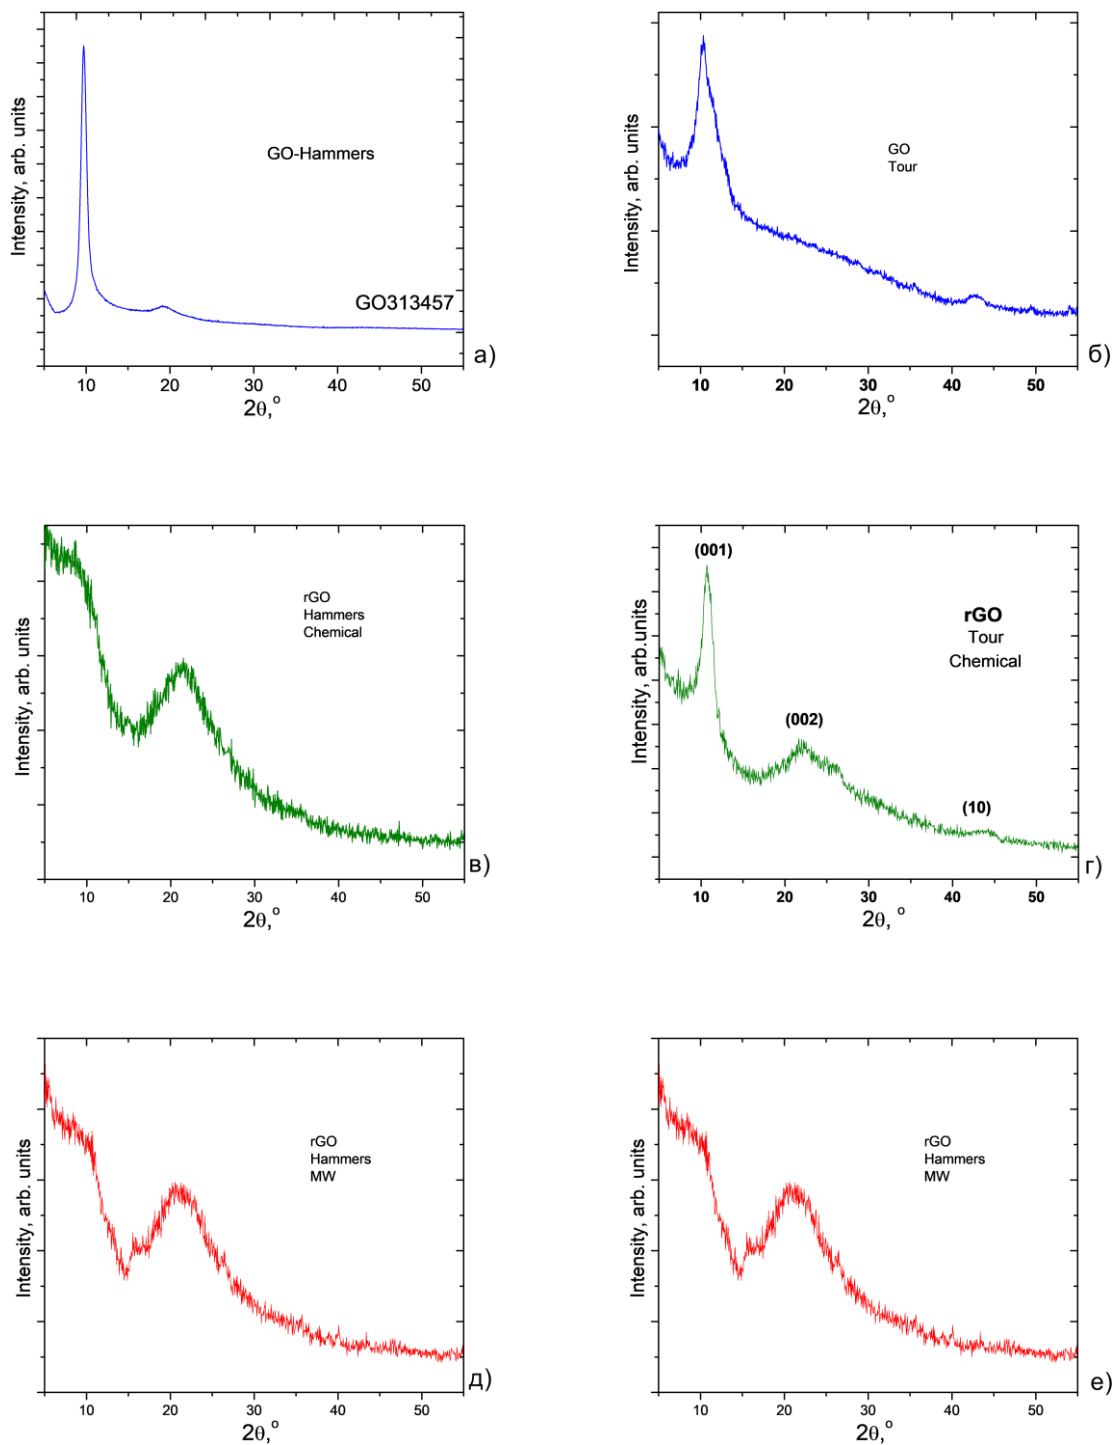 Intensity, arb. units
GO-Hammers
GO313457
10 20 30 40 50
2θ,°
а)
Intensity, arb. units
GO
Tour
10 20 30 40 50
2θ,°
б)
Intensity, arb. units
rGO
Hammers
Chemical
10 20 30 40 50
2θ,°
в)
Intensity, arb.units
(001)
rGO
Tour
Chemical
(002)
(10)
10 20 30 40 50
2θ, °
г)
Intensity, arb. units
rGO
Hammers
MW
10 20 30 40 50
2θ,°
д)
Intensity, arb. units
rGO
Hammers
MW
10 20 30 40 50
2θ,°
е)